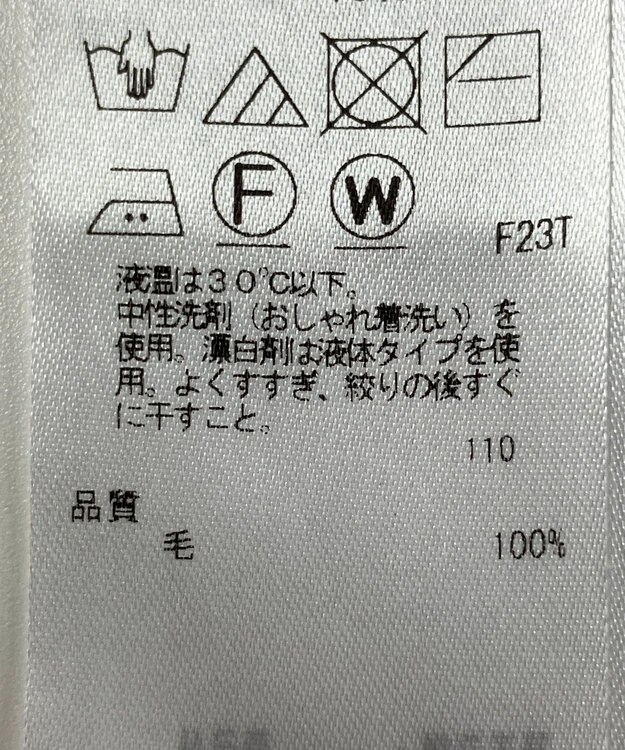 F W
F23T
液温は30℃以下。
中性洗剤（おしゃれ着洗い）を
使用。漂白剤は液体タイプを使
用。よくすすぎ、絞りの後すぐ
に干すこと。
110
品質
毛 100%